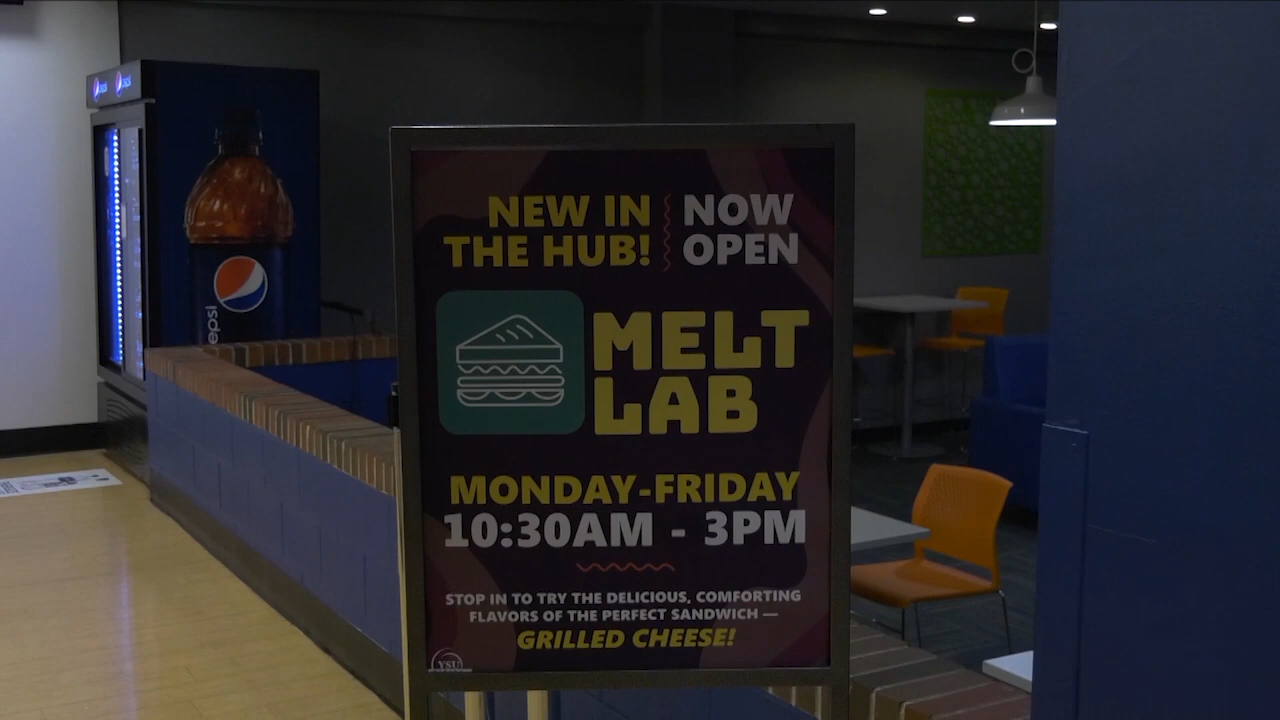 NEW IN
THE HUB!
NOW
OPEN
MELT
LAB
MONDAY-FRIDAY
10:30AM - 3PM
STOP IN TO TRY THE DELICIOUS, COMFORTING
FLAVORS OF THE PERFECT SANDWICH —
GRILLED CHEESE!
YSU
pepsi